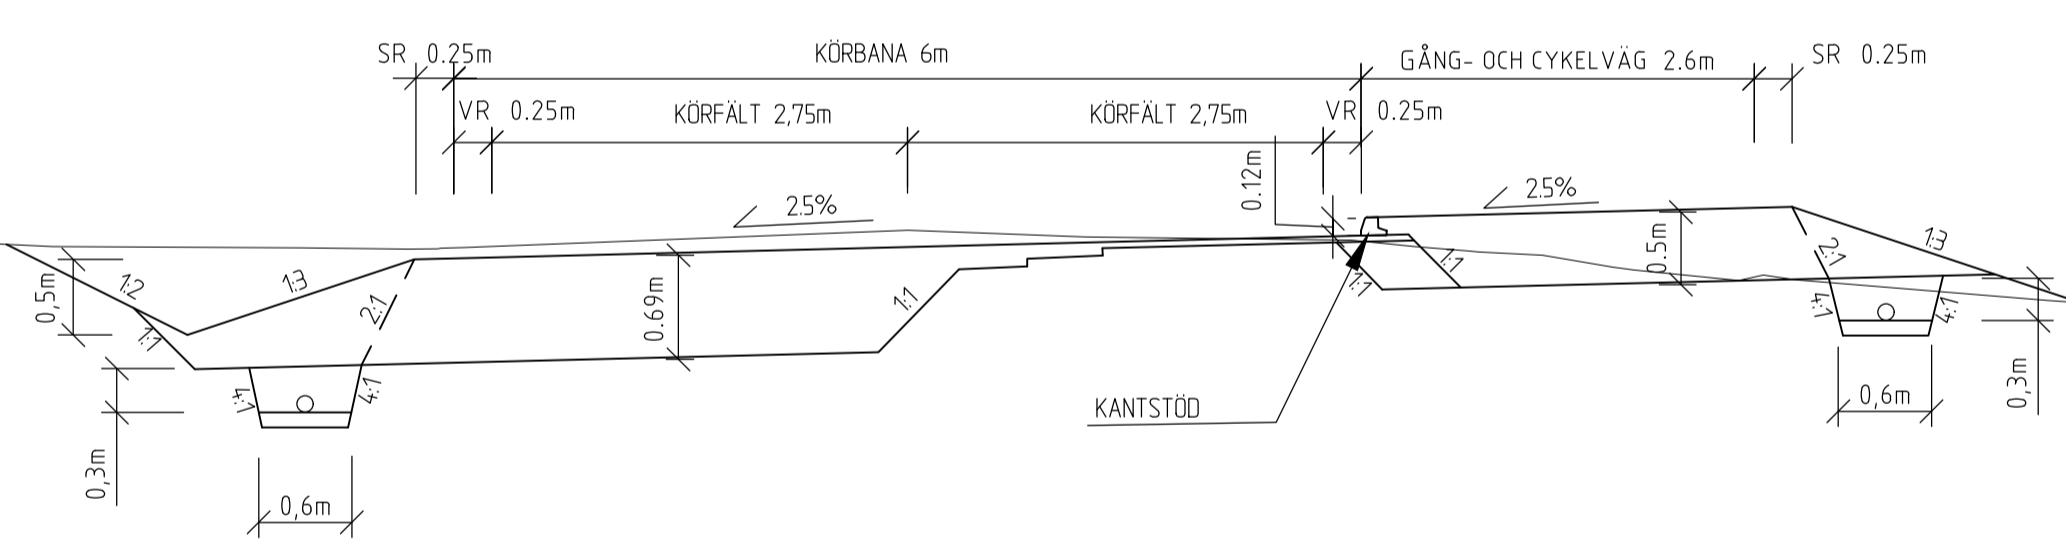 SR 0.25m
KÖRBANA 6m
GÅNG- OCH CYKELVÄG 2.6m
SR 0.25m
VR 0.25m
KÖRFÄLT 2,75m
KÖRFÄLT 2,75m
VR 0.25m
0.12m
2.5%
2.5%
0,5m
1:2
1:3
2:1
1:1
0.69m
1:1
1:1
1:1
0.5m
2:1
1:3
4:1
4:1
4:1
4:1
0,3m
0,6m
KANTSTÖD
0,6m
0,3m